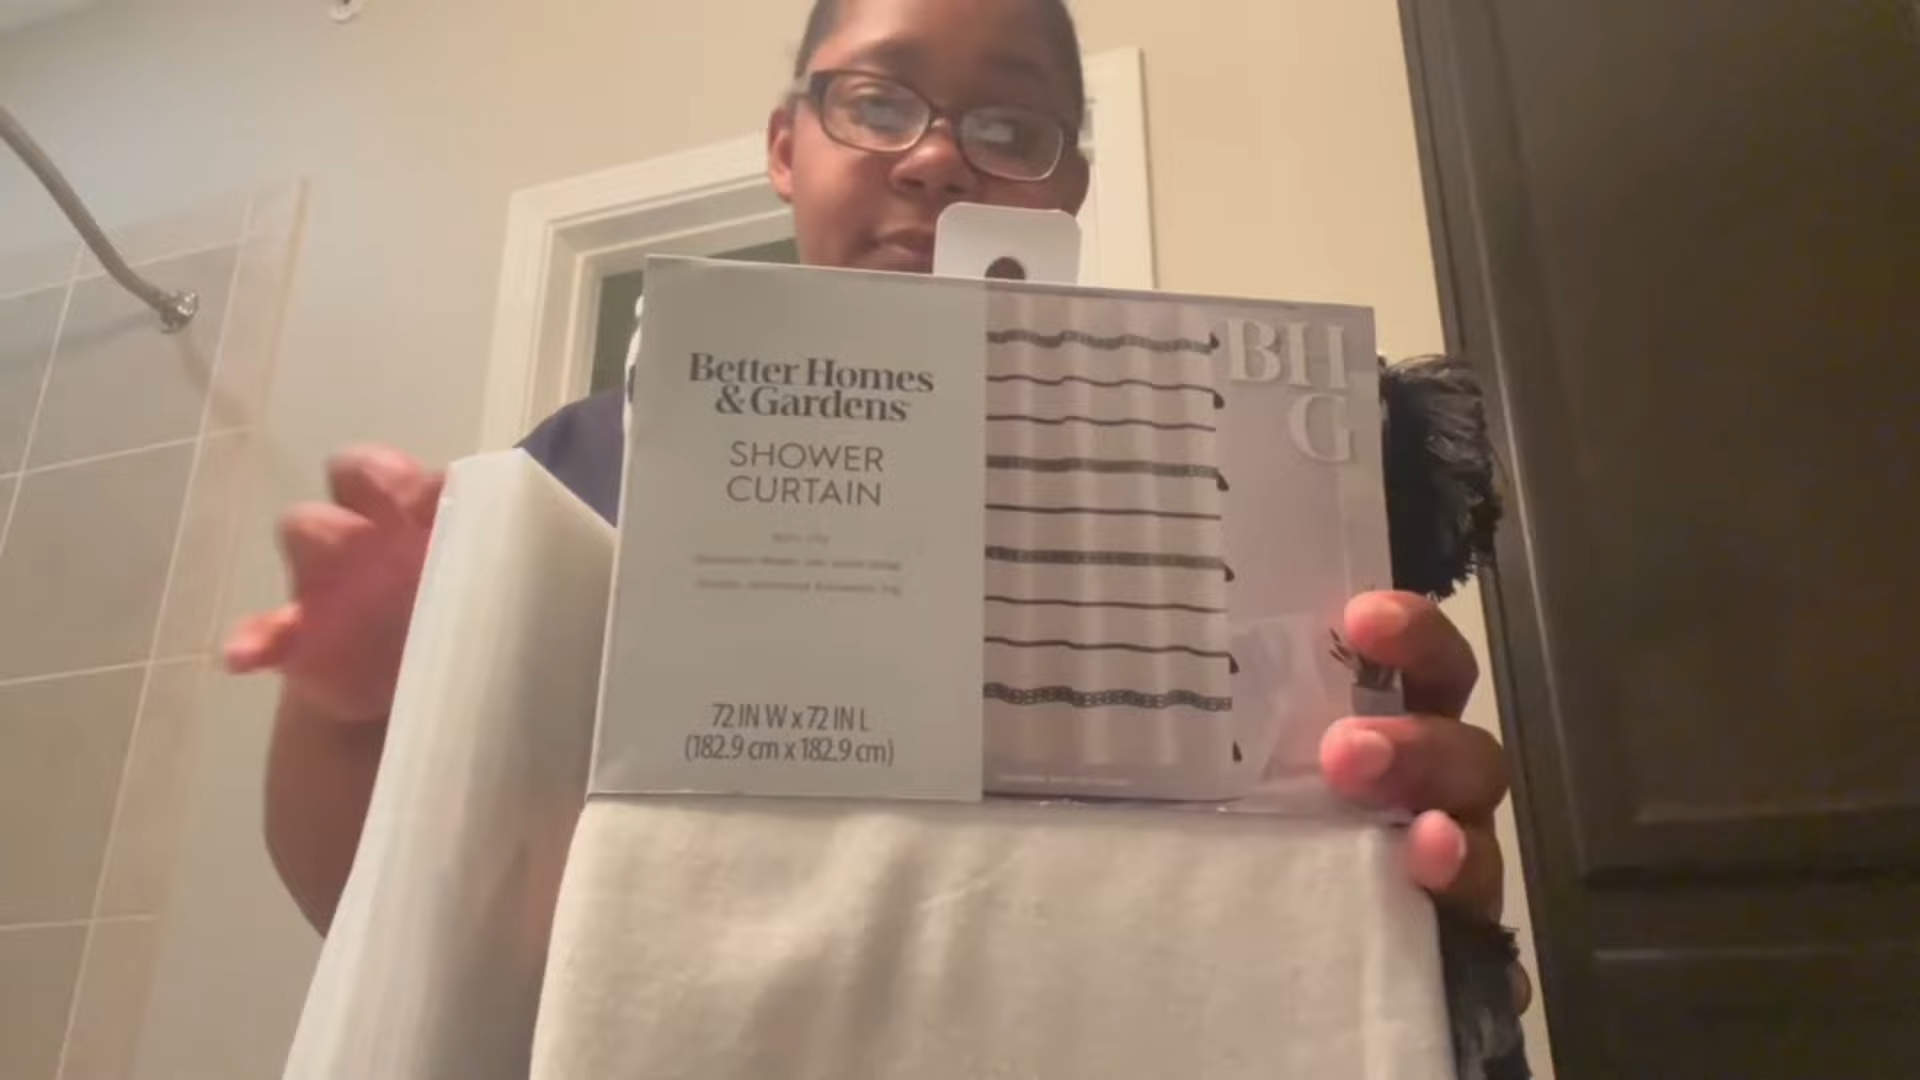 Better Homes
& Gardens
SHOWER
CURTAIN
72 IN W x 72 IN L
(182.9 cm x 182.9 cm)
BH
G